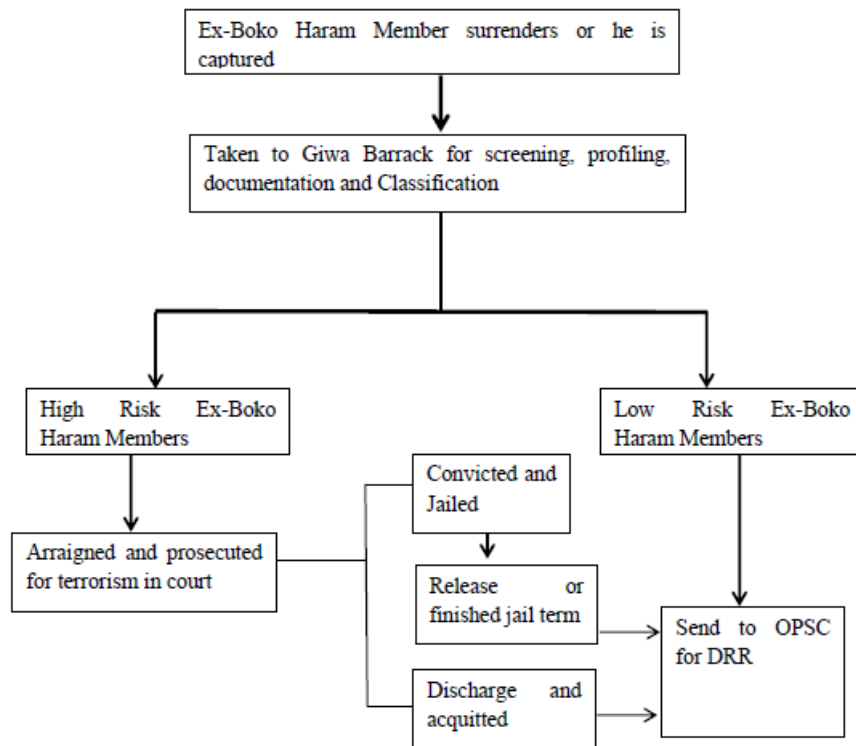 Ex-Boko Haram Member surrenders or he is
captured
Taken to Giwa Barrack for screening, profiling,
documentation and Classification
High Risk Ex-Boko
Haram Members
Low Risk Ex-Boko
Haram Members
Convicted and
Jailed
Arraigned and prosecuted
for terrorism in court
Release or
finished jail term
Send to OPSC
for DRR
Discharge and
acquitted